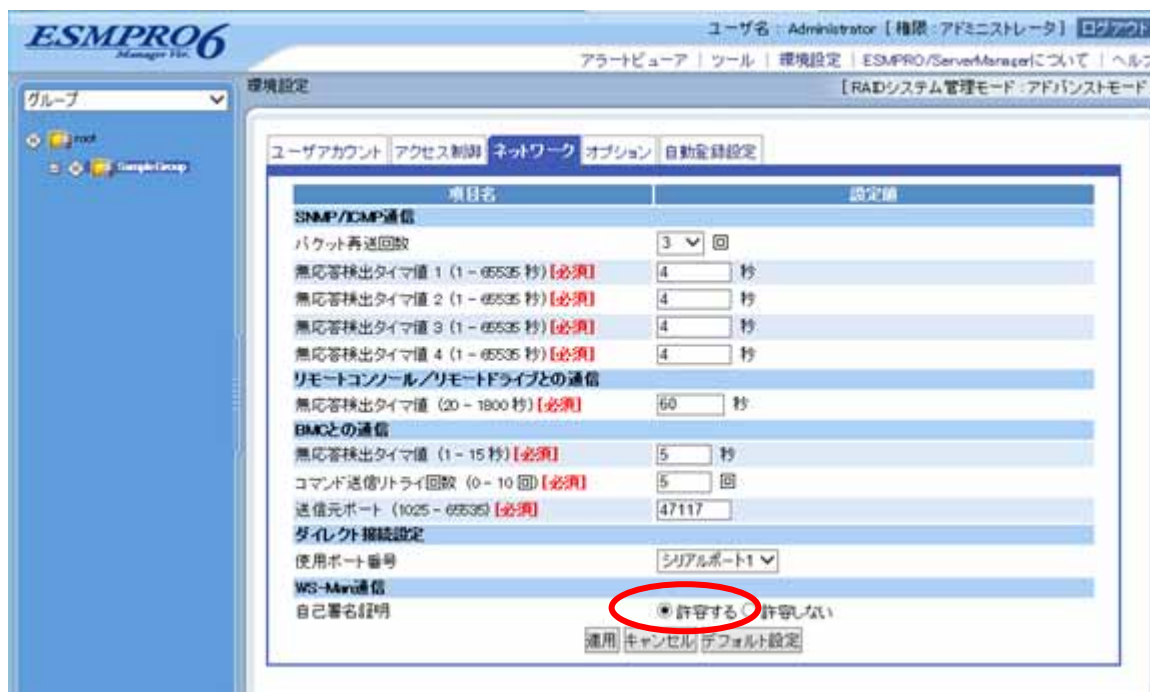 ESMPRO6
Manager Ver.
ユーザ名 : Administrator [ 権限 : アドミニストレータ ] ログアウト
アラートビューア | ツール | 環境設定 | ESMPRO/ServerManagerについて | ヘルプ
グループ
環境設定
[ RAIDシステム管理モード : アドバンストモード
root
SampleGroup
ユーザアカウント アクセス制御 ネットワーク オプション 自動登録設定
項目名 設定値
SNMP/ICMP通信
パケット再送回数 3 回
無応答検出タイマ値 1 (1 - 65535 秒) [必須] 4 秒
無応答検出タイマ値 2 (1 - 65535 秒) [必須] 4 秒
無応答検出タイマ値 3 (1 - 65535 秒) [必須] 4 秒
無応答検出タイマ値 4 (1 - 65535 秒) [必須] 4 秒
リモートコンソール/リモートドライブとの通信
無応答検出タイマ値 (20 - 1800 秒) [必須] 60 秒
BMCとの通信
無応答検出タイマ値 (1 - 15 秒) [必須] 5 秒
コマンド送信リトライ回数 (0 - 10 回) [必須] 5 回
送信元ポート (1025 - 65535) [必須] 47117
ダイレクト接続設定
使用ポート番号 シリアルポート1
WS-Man通信
自己署名証明 許容する 許容しない
適用 キャンセル デフォルト設定